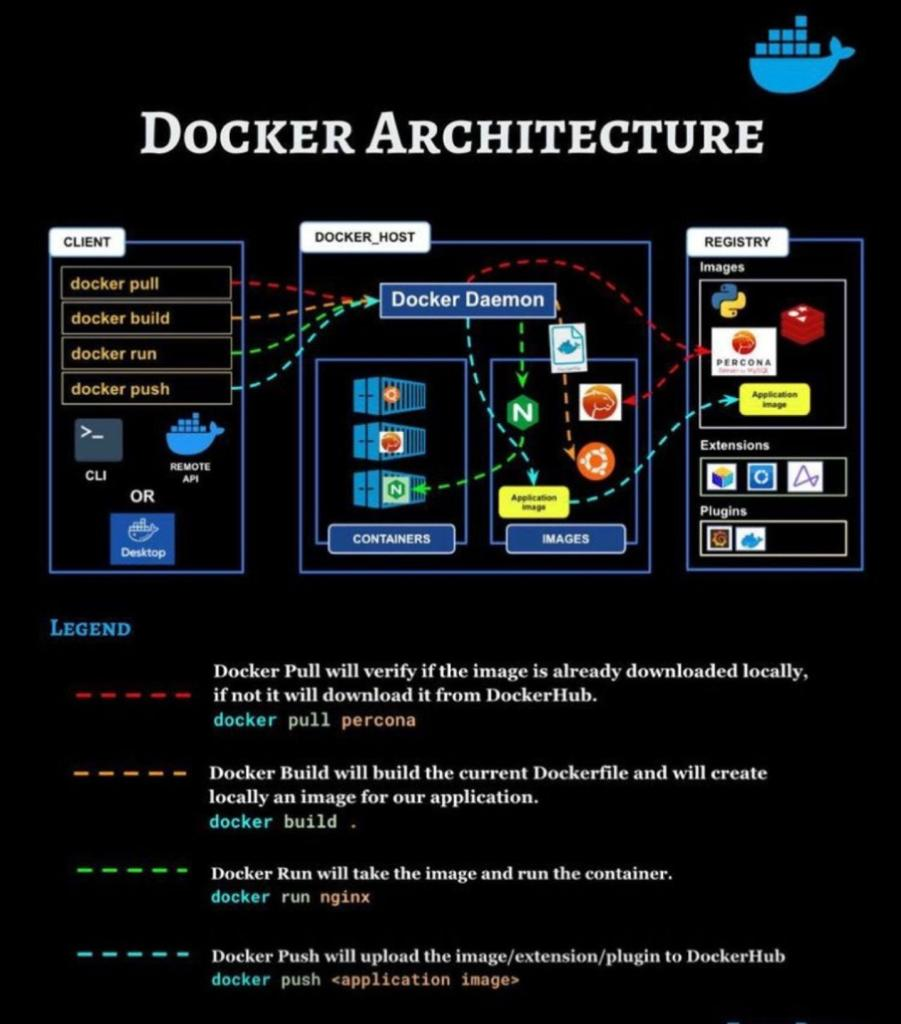 Docker Architecture
CLIENT
docker pull
docker build
docker run
docker push
>_
CLI
REMOTE
API
OR
Desktop
DOCKER_HOST
Docker Daemon
N
N
Application
image
CONTAINERS
IMAGES
REGISTRY
Images
PERCONA
Server for MySQL
Application
image
Extensions
Plugins
Legend
Docker Pull will verify if the image is already downloaded locally,
if not it will download it from DockerHub.
docker pull percona
Docker Build will build the current Dockerfile and will create
locally an image for our application.
docker build .
Docker Run will take the image and run the container.
docker run nginx
Docker Push will upload the image/extension/plugin to DockerHub
docker push <application image>